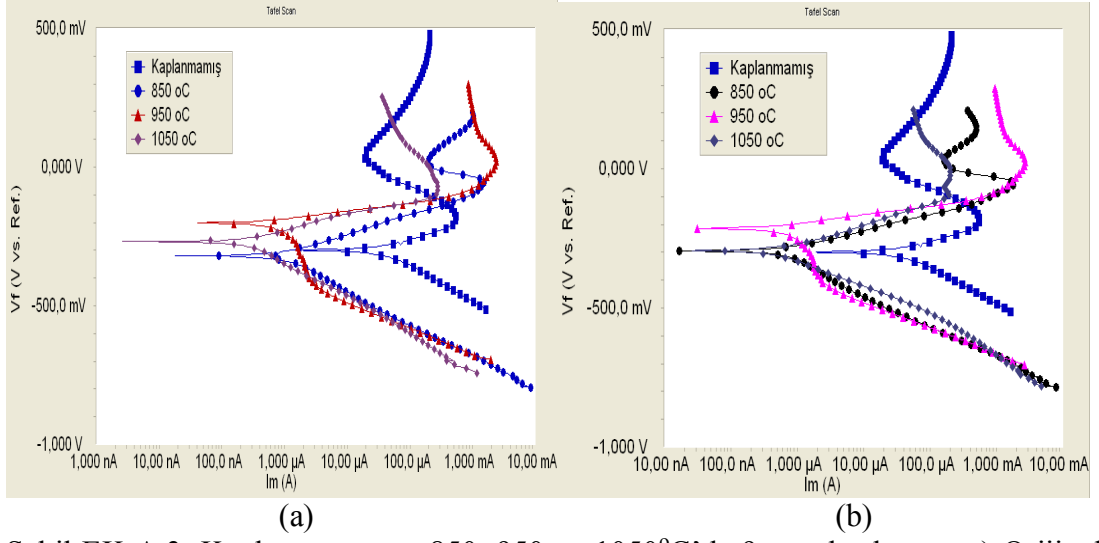 Tafel Scan
500,0 mV
0,000 V
-500,0 mV
-1,000 V
Vf (V vs. Ref.)
Kaplanmamış
850 oC
950 oC
1050 oC
1,000 nA 10,00 nA 100,0 nA 1,000 µA 10,00 µA 100,0 µA 1,000 mA 10,00 mA
Im (A)
(a)
Tafel Scan
500,0 mV
0,000 V
-500,0 mV
-1,000 V
Vf (V vs. Ref.)
Kaplanmamış
850 oC
950 oC
1050 oC
10,00 nA 100,0 nA 1,000 µA 10,00 µA 100,0 µA 1,000 mA 10,00 mA
Im (A)
(b)